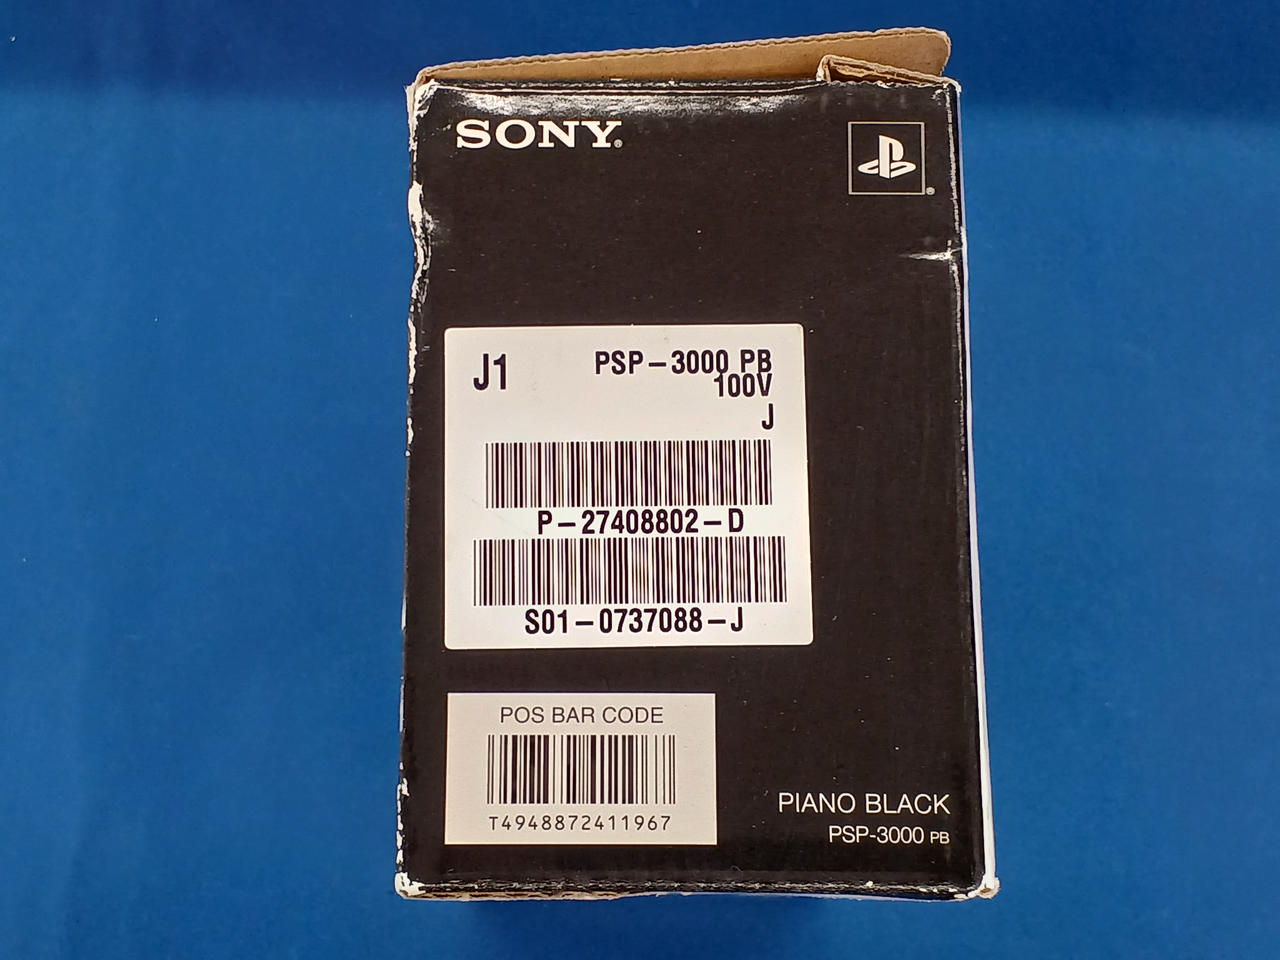 SONY®
®
J1 PSP-3000 PB
100V
J
P-27408802-D
S01-0737088-J
POS BAR CODE
T4948872411967
PIANO BLACK
PSP-3000 PB